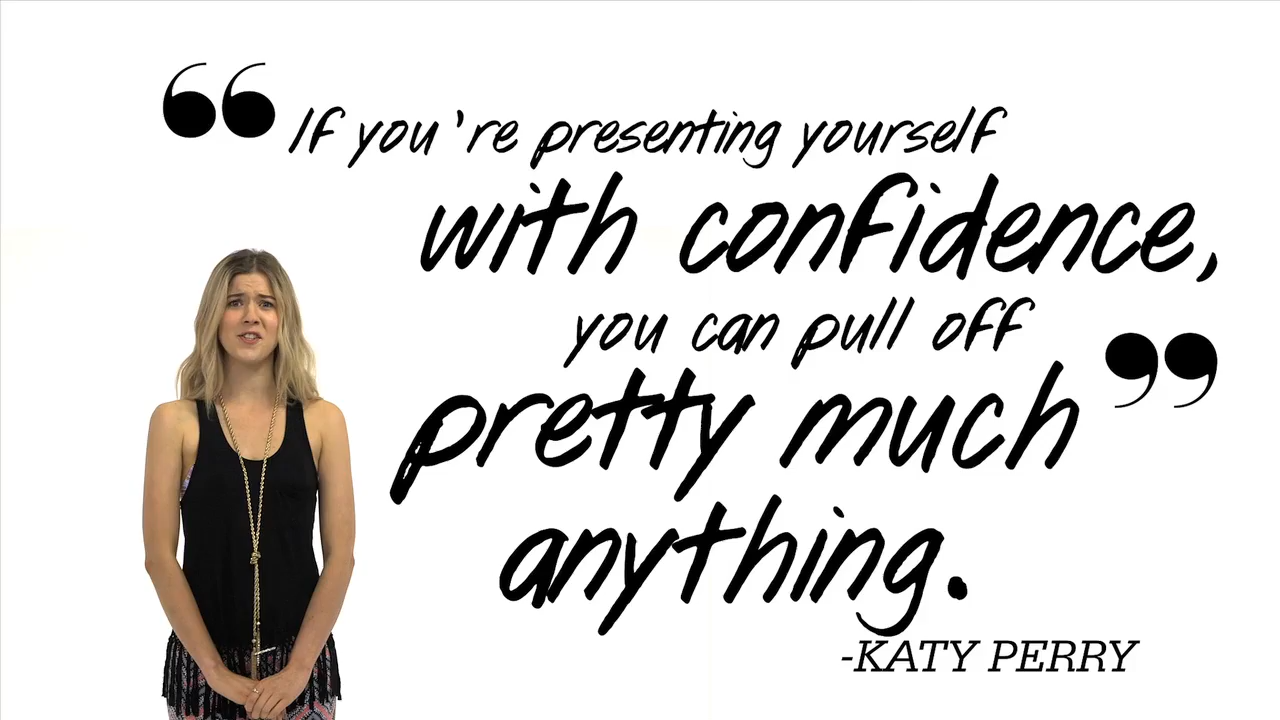 “If you're presenting yourself
with confidence,
you can pull off
pretty much”
anything.
-KATY PERRY